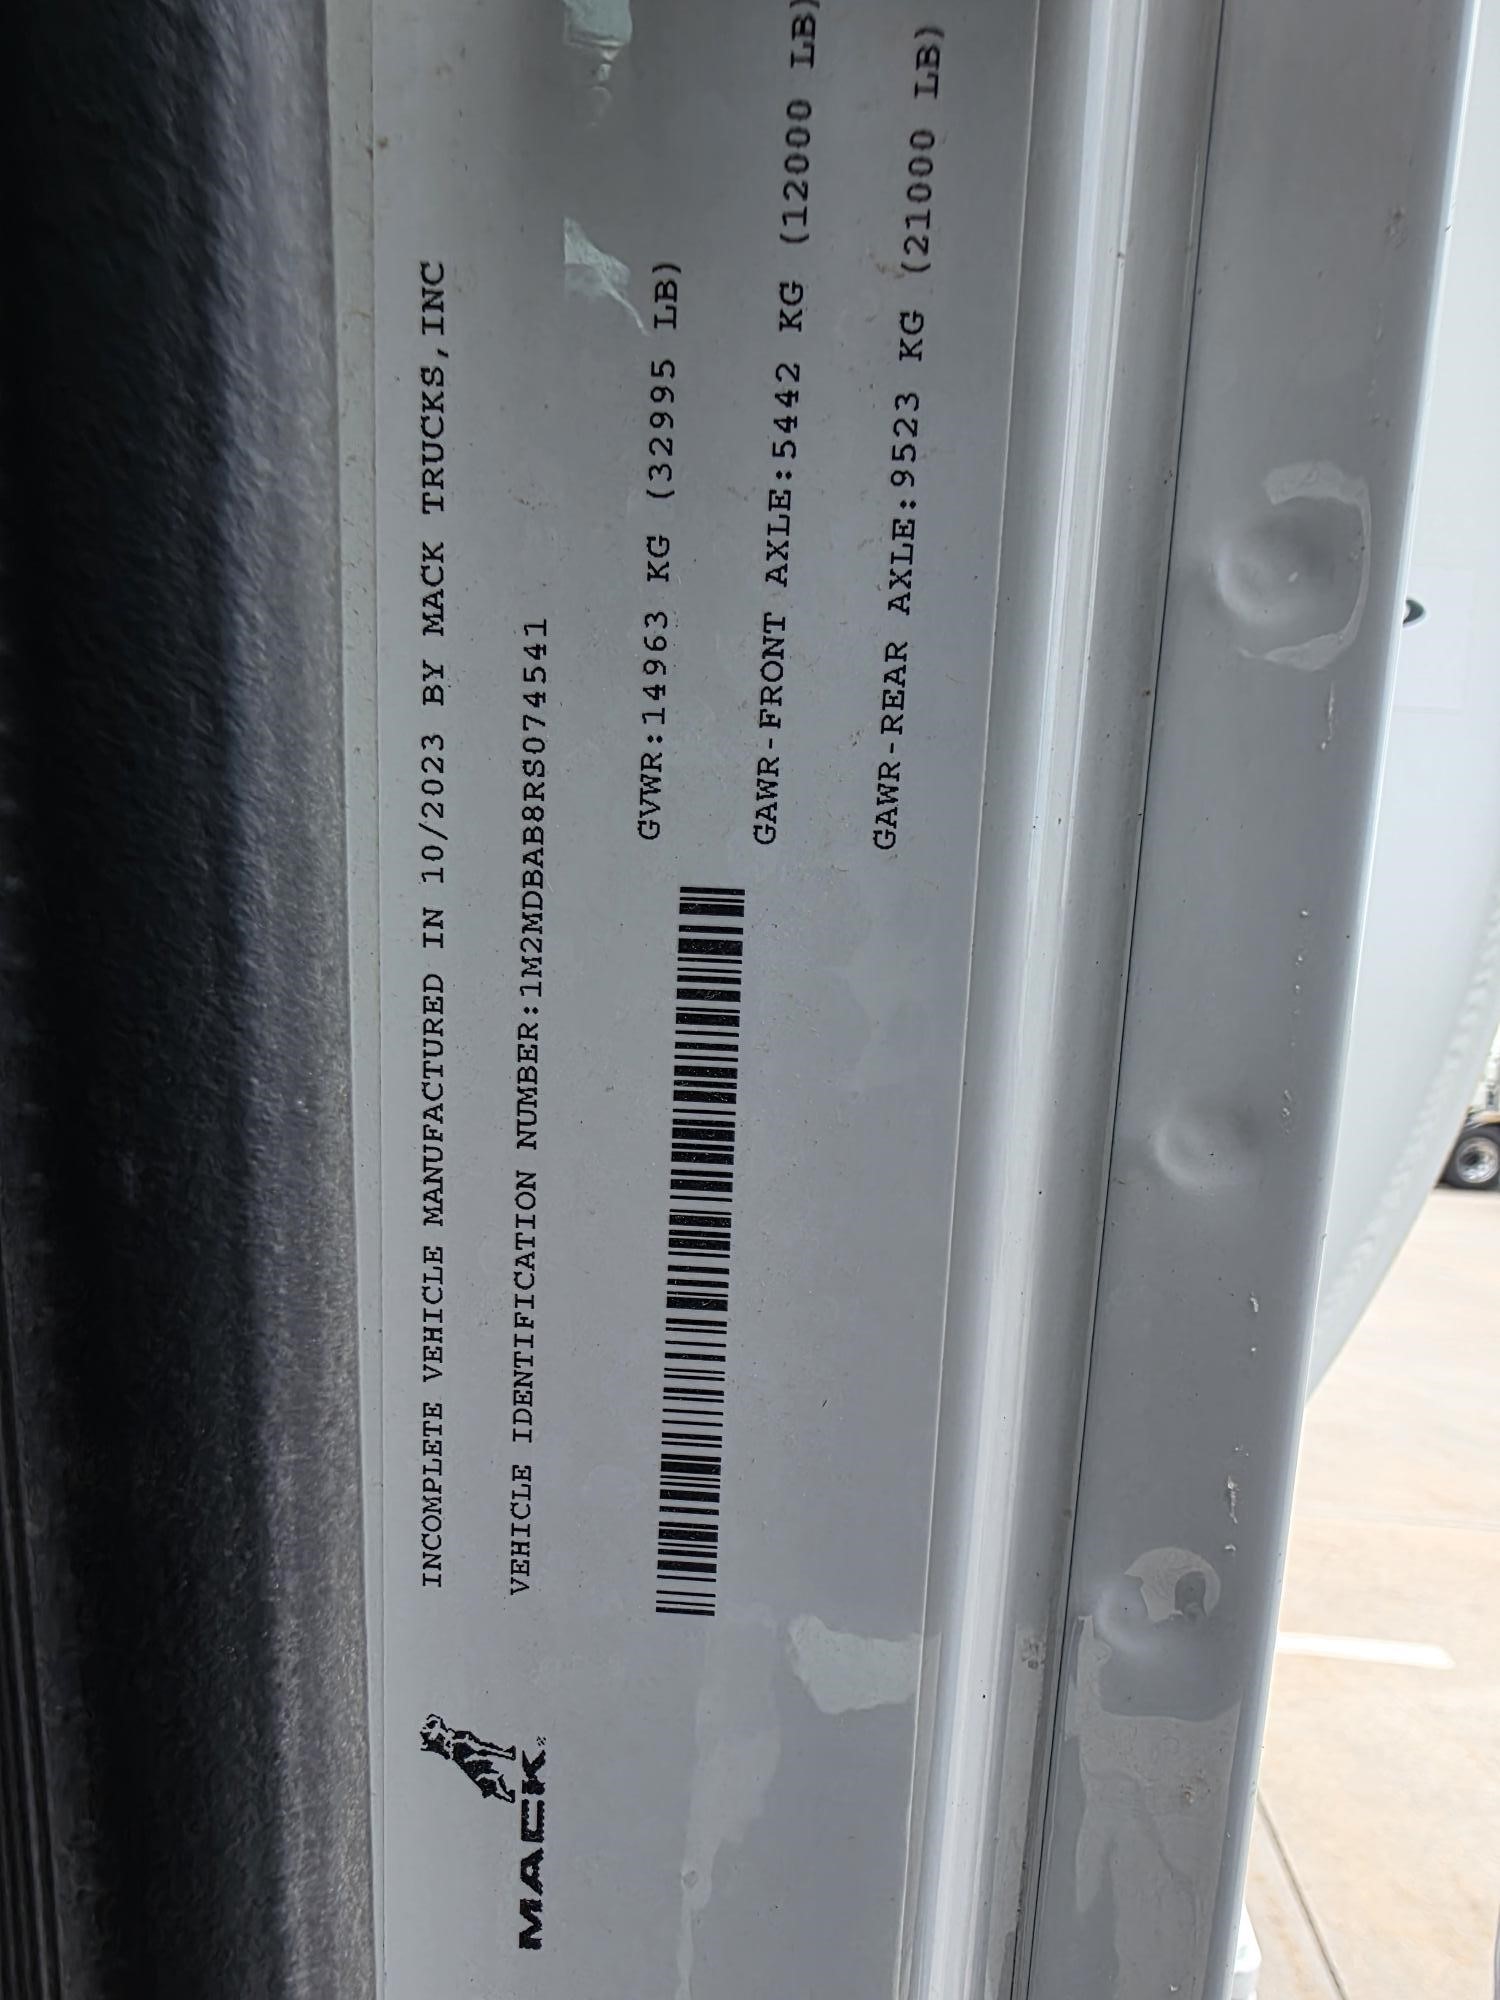 INCOMPLETE VEHICLE MANUFACTURED IN 10/2023 BY MACK TRUCKS,INC
VEHICLE IDENTIFICATION NUMBER:1M2MDBAB8RS074541
MACK
GVWR:14963 KG (32995 LB)
GAWR-FRONT AXLE:5442 KG (12000 LB)
GAWR-REAR AXLE:9523 KG (21000 LB)